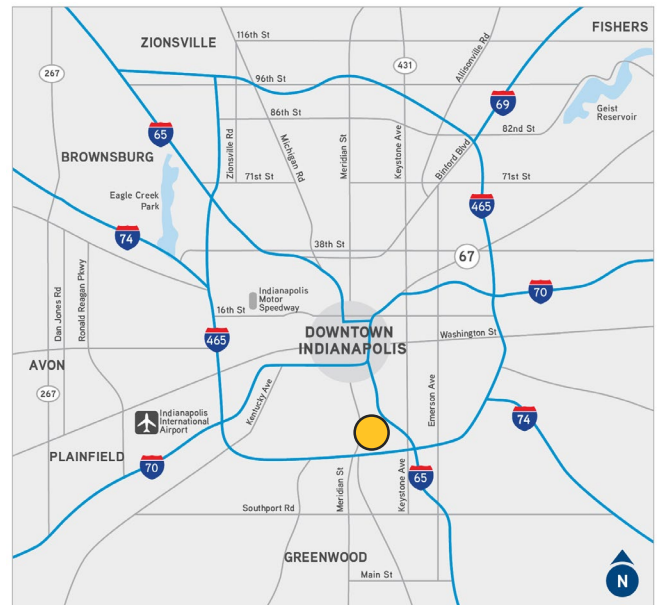 FISHERS
116th St
ZIONSVILLE
Allisonville Rd
431
267
96th St
69
Geist
Reservoir
86th St
82nd St
65
Zionsville Rd
Michigan Rd
Meridian St
Keystone Ave
Binford Blvd
BROWNSBURG
71st St
71st St
Eagle Creek
Park
465
74
38th St
67
Dan Jones Rd
Ronald Reagan Pkwy
Indianapolis
Motor
Speedway
70
16th St
DOWNTOWN
INDIANAPOLIS
Washington St
465
AVON
267
Kentucky Ave
Emerson Ave
Indianapolis
International
Airport
74
PLAINFIELD
70
Meridian St
Keystone Ave
65
Southport Rd
GREENWOOD
Main St
N